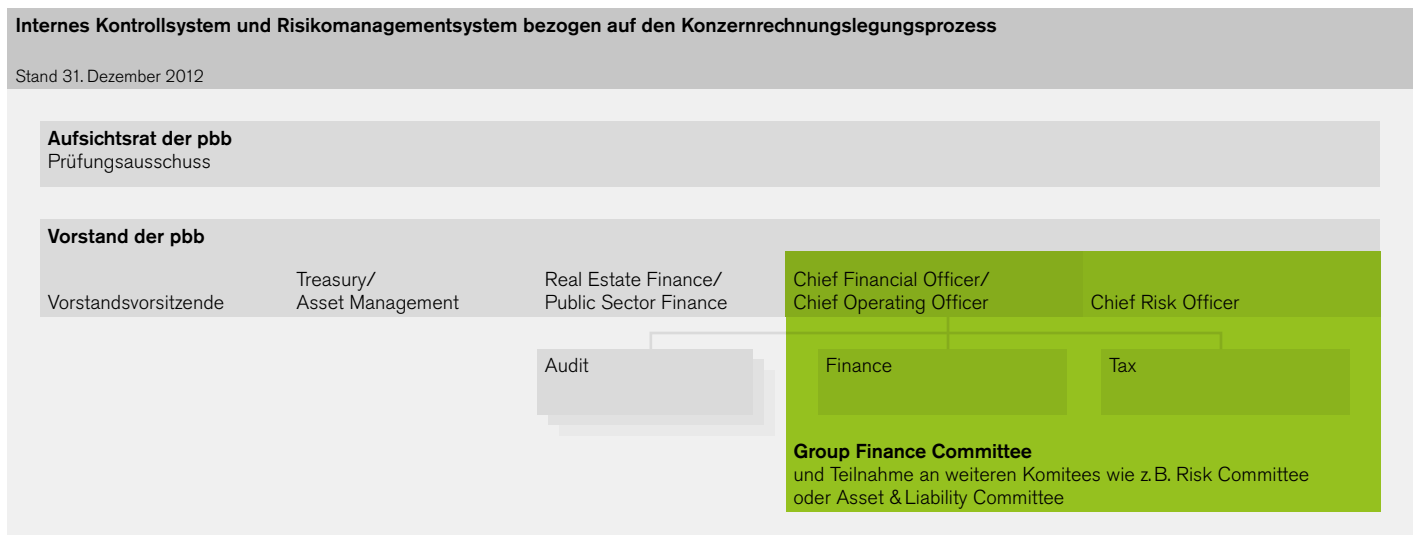 Internes Kontrollsystem und Risikomanagementsystem bezogen auf den Konzernrechnungslegungsprozess
Stand 31. Dezember 2012
Aufsichtsrat der pbb
Prüfungsausschuss
Vorstand der pbb
Vorstandsvorsitzende
Treasury/
Asset Management
Real Estate Finance/
Public Sector Finance
Chief Financial Officer/
Chief Operating Officer
Chief Risk Officer
Audit
Finance
Tax
Group Finance Committee
und Teilnahme an weiteren Komitees wie z. B. Risk Committee
oder Asset & Liability Committee